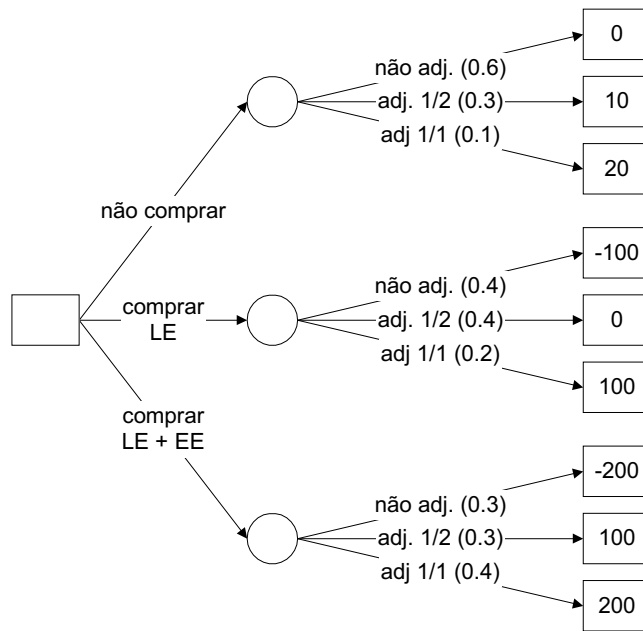 não adj. (0.6)
0
adj. 1/2 (0.3)
10
adj 1/1 (0.1)
20
não comprar
não adj. (0.4)
-100
comprar
LE
adj. 1/2 (0.4)
0
adj 1/1 (0.2)
100
comprar
LE + EE
não adj. (0.3)
-200
adj. 1/2 (0.3)
100
adj 1/1 (0.4)
200